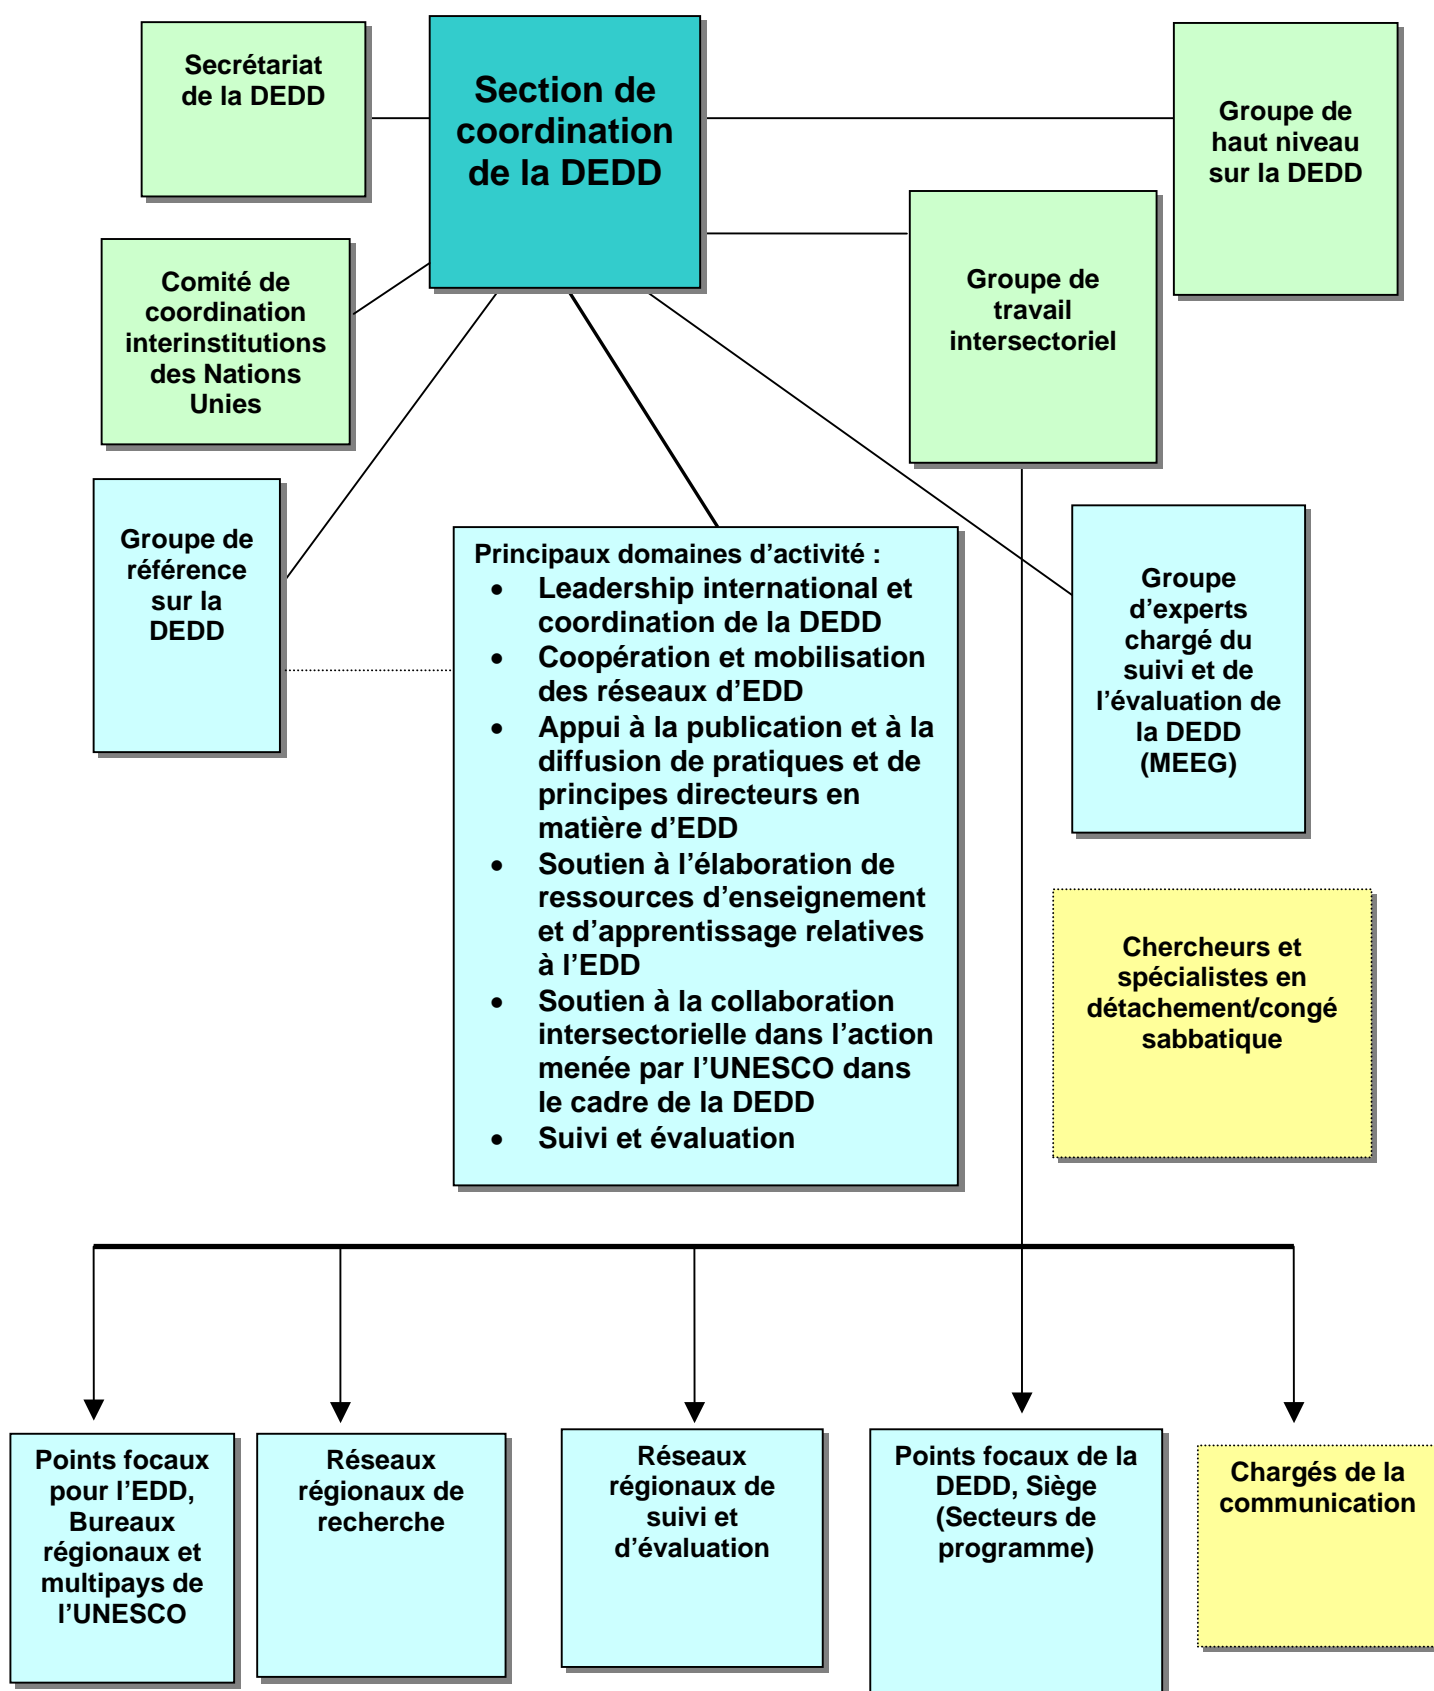 Secrétariat
de la DEDD
Section de
coordination
de la DEDD
Groupe de
haut niveau
sur la DEDD
Comité de
coordination
interinstitutions
des Nations
Unies
Groupe de
travail
intersectoriel
Groupe de
référence
sur la
DEDD
Principaux domaines d’activité :
• Leadership international et
coordination de la DEDD
• Coopération et mobilisation
des réseaux d’EDD
• Appui à la publication et à la
diffusion de pratiques et de
principes directeurs en
matière d’EDD
• Soutien à l’élaboration de
ressources d’enseignement
et d’apprentissage relatives
à l’EDD
• Soutien à la collaboration
intersectorielle dans l’action
menée par l’UNESCO dans
le cadre de la DEDD
• Suivi et évaluation
Groupe
d’experts
chargé du
suivi et de
l’évaluation de
la DEDD
(MEEG)
Chercheurs et
spécialistes en
détachement/congé
sabbatique
Points focaux
pour l’EDD,
Bureaux
régionaux et
multipays de
l’UNESCO
Réseaux
régionaux de
recherche
Réseaux
régionaux de
suivi et
d’évaluation
Points focaux de la
DEDD, Siège
(Secteurs de
programme)
Chargés de la
communication